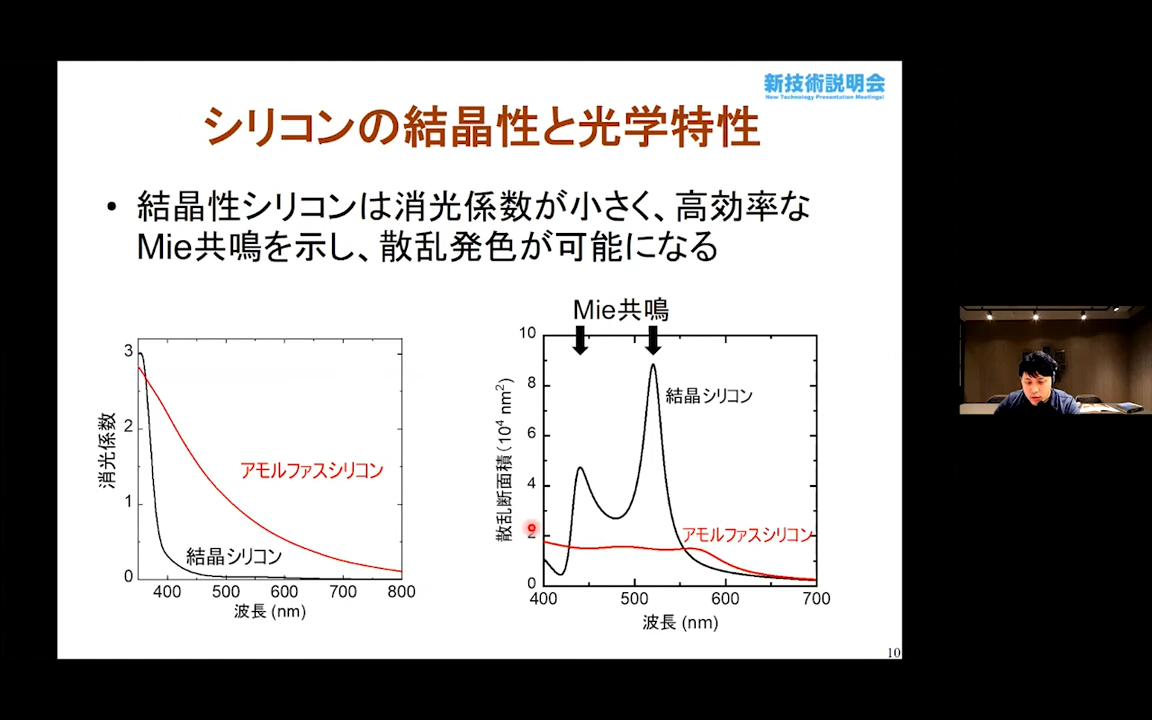 新技術説明会
New Technology Presentation Meetings!
シリコンの結晶性と光学特性
• 結晶性シリコンは消光係数が小さく、高効率な
Mie共鳴を示し、散乱発色が可能になる
3
2
1
0
消光係数
アモルファスシリコン
結晶シリコン
400 500 600 700 800
波長 (nm)
Mie共鳴
10
8
6
4
2
0
散乱断面積 (10⁴ nm²)
結晶シリコン
アモルファスシリコン
400 500 600 700
波長 (nm)
10